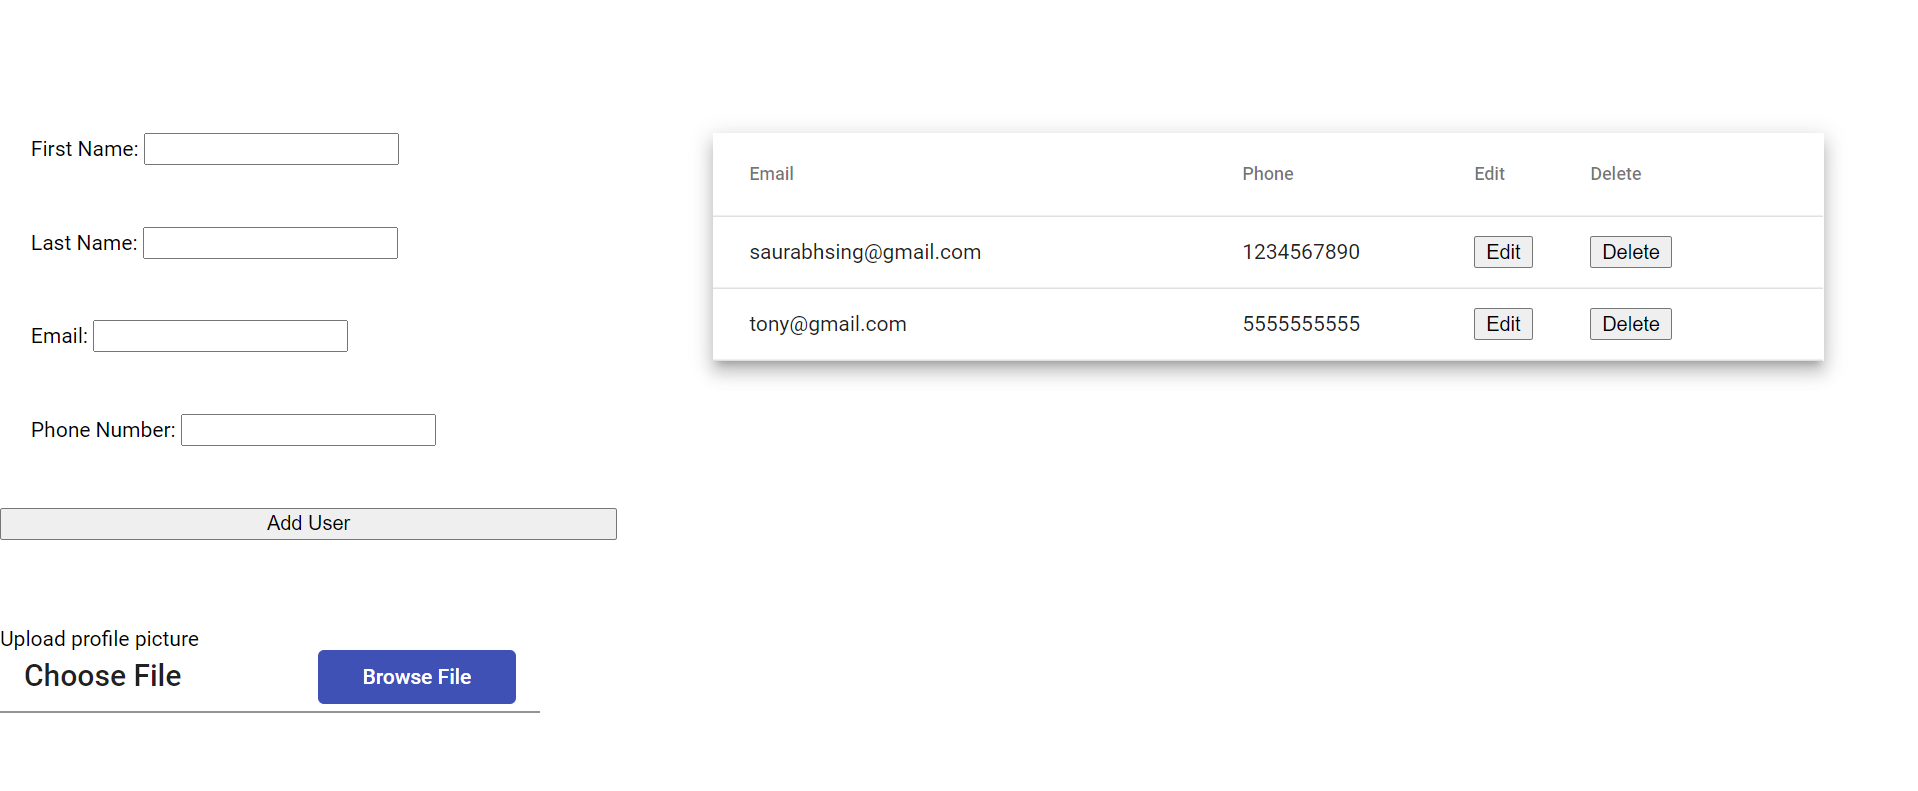 First Name:
Last Name:
Email:
Phone Number:
Add User
Upload profile picture
Choose File
Browse File
Email Phone Edit Delete
saurabhsing@gmail.com 1234567890 Edit Delete
tony@gmail.com 5555555555 Edit Delete